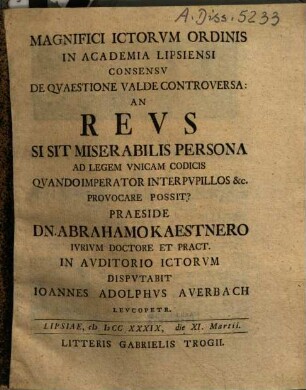 A. Diss. 5233
MAGNIFICI ICTORVM ORDINIS
IN ACADEMIA LIPSIENSI
CONSENSV
DE QVAESTIONE VALDE CONTROVERSA:
AN
REVS
SI SIT MISERABILIS PERSONA
AD LEGEM VNICAM CODICIS
QVANDO IMPERATOR INTER PVPILLOS &c.
PROVOCARE POSSIT?
PRAESIDE
DN. ABRAHAMO KAESTNERO
IVRIVM DOCTORE ET PRACT.
IN AVDITORIO ICTORVM
DISPVTABIT
IOANNES ADOLPHVS AVERBACH
LEVCOPETR.
LIPSIAE, cIↃ IↃCC XXXIX, die XI. Martii.
LITTERIS GABRIELIS TROGII.